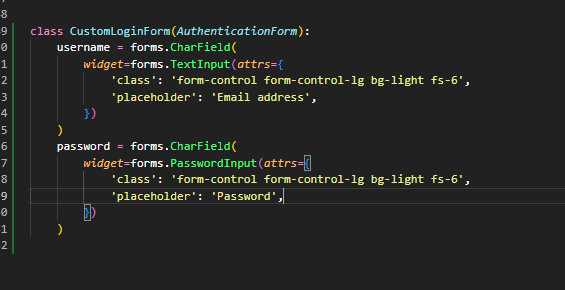 8
9 class CustomLoginForm(AuthenticationForm):
0     username = forms.CharField(
1         widget=forms.TextInput(attrs={
2             'class': 'form-control form-control-lg bg-light fs-6',
3             'placeholder': 'Email address',
4         })
5     )
6     password = forms.CharField(
7         widget=forms.PasswordInput(attrs={
8             'class': 'form-control form-control-lg bg-light fs-6',
9             'placeholder': 'Password',
0         })
1     )
2